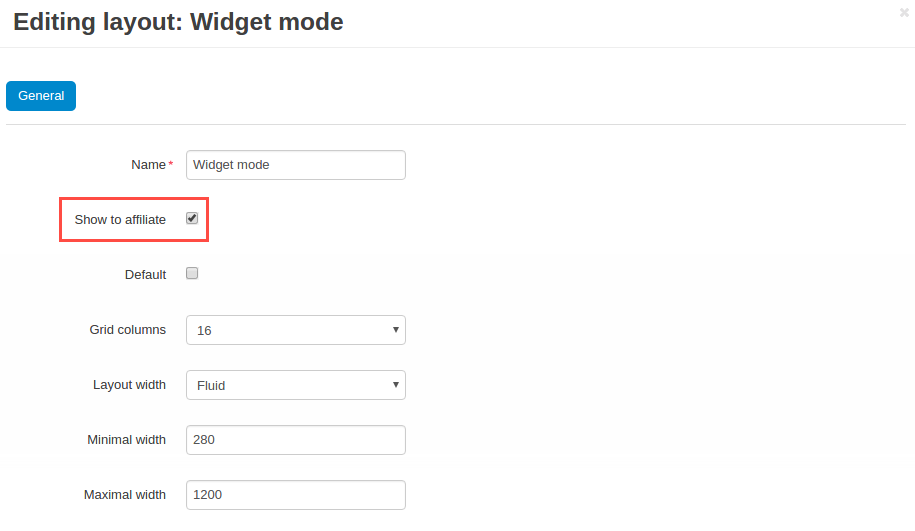 Editing layout: Widget mode
General
Name* Widget mode
Show to affiliate
Default
Grid columns 16
Layout width Fluid
Minimal width 280
Maximal width 1200